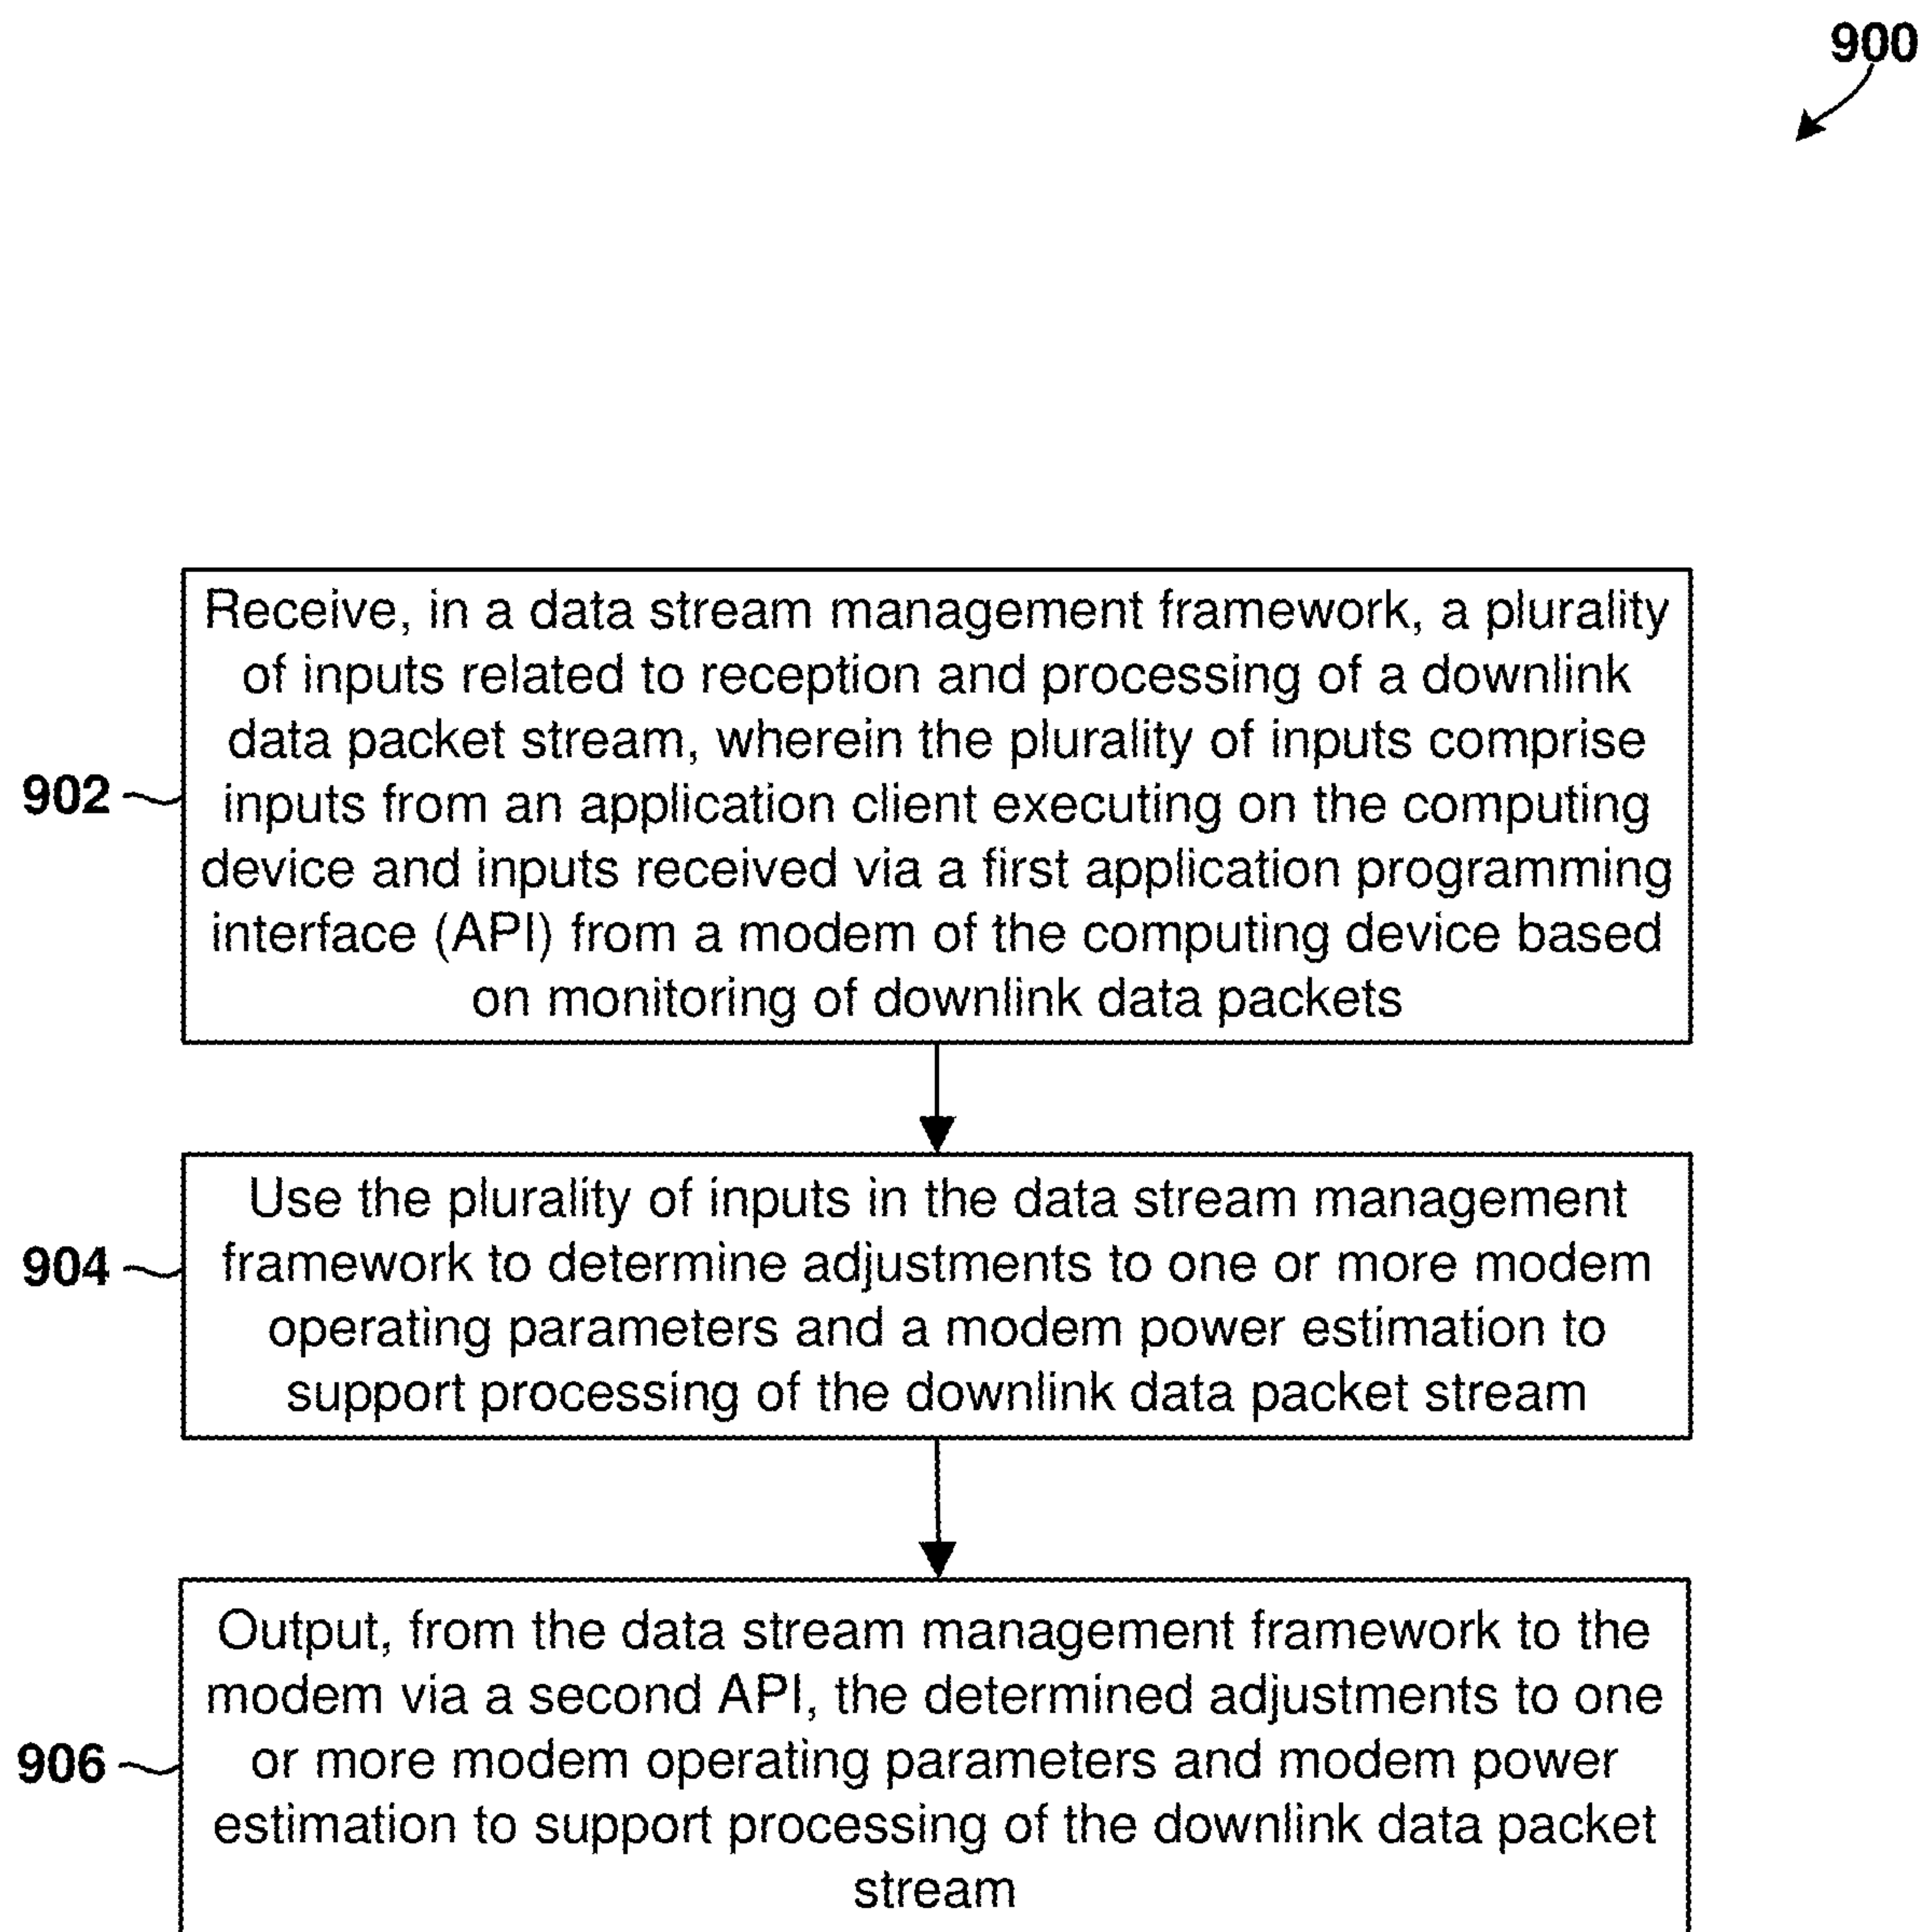 900
Receive, in a data stream management framework, a plurality
of inputs related to reception and processing of a downlink
data packet stream, wherein the plurality of inputs comprise
902
inputs from an application client executing on the computing
device and inputs received via a first application programming
interface (API) from a modem of the computing device based
on monitoring of downlink data packets
Use the plurality of inputs in the data stream management
904
framework to determine adjustments to one or more modem
operating parameters and a modem power estimation to
support processing of the downlink data packet stream
Output, from the data stream management framework to the
modem via a second API, the determined adjustments to one
906
or more modem operating parameters and modem power
estimation to support processing of the downlink data packet
stream